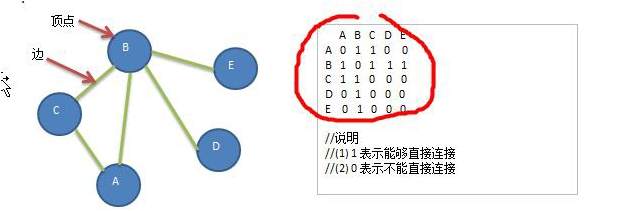 顶点
边
B
E
C
D
A
A B C D E
A 0 1 1 0 0
B 1 0 1 1 1
C 1 1 0 0 0
D 0 1 0 0 0
E 0 1 0 0 0
//说明
//(1) 1 表示能够直接连接
//(2) 0 表示不能直接连接